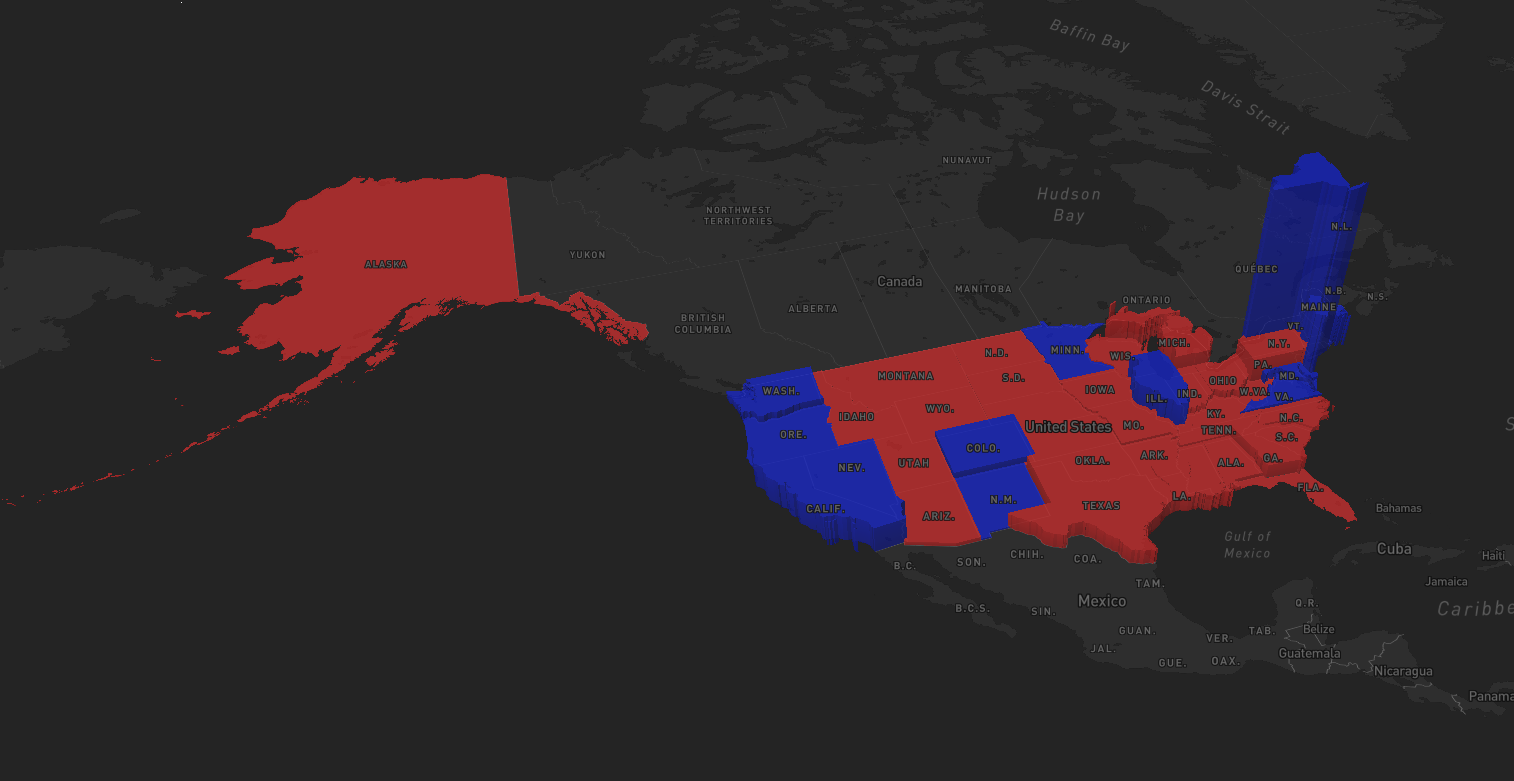 Baffin Bay
Davis Strait
NUNAVUT
Hudson
Bay
NORTHWEST
TERRITORIES
N.L.
YUKON
ALASKA
QUÉBEC
Canada
MANITOBA
N.B.
N.S.
ONTARIO
ALBERTA
MAINE
BRITISH
COLUMBIA
VT.
N.Y.
MICH.
MINN.
WIS.
N.D.
PA.
MONTANA
S.D.
MD.
OHIO
WASH.
IOWA
W.VA.
IND.
ILL.
VA.
WYO.
IDAHO
KY.
N.C.
United States
MO.
TENN.
ORE.
S.C.
COLO.
ARK.
GA.
UTAH
OKLA.
ALA.
NEV.
FLA.
LA.
N.M.
TEXAS
CALIF.
Bahamas
ARIZ.
Gulf of
Mexico
Cuba
CHIH.
Haiti
COA.
SON.
B.C.
Jamaica
TAM.
Mexico
Q.R.
B.C.S.
SIN.
Caribbe
GUAN.
TAB.
Belize
VER.
JAL.
Guatemala
OAX.
GUE.
Nicaragua
Panama